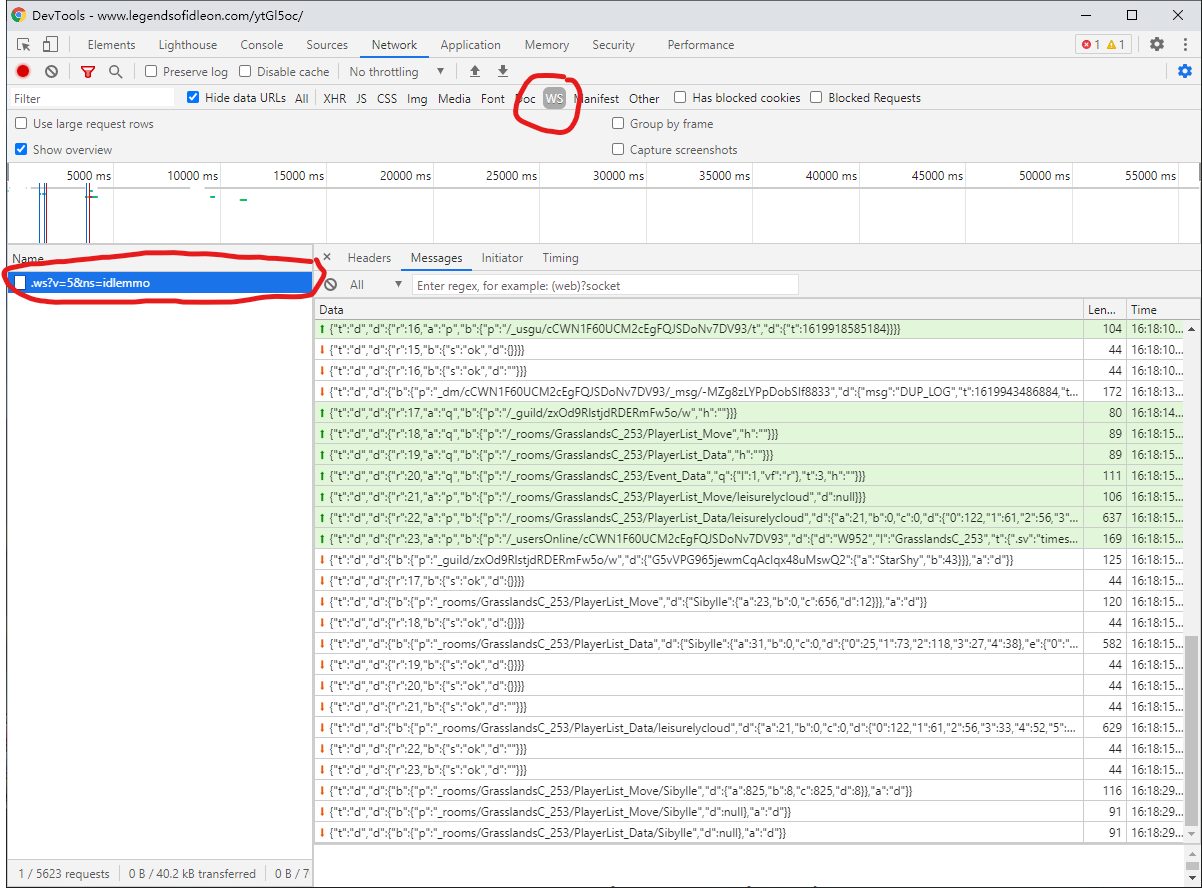 DevTools - www.legendsofidleon.com/ytGl5oc/
Elements Lighthouse Console Sources Network Application Memory Security Performance 1 1
Preserve log Disable cache No throttling
Filter Hide data URLs All XHR JS CSS Img Media Font Doc WS Manifest Other Has blocked cookies Blocked Requests
Use large request rows Group by frame
Show overview Capture screenshots
5000 ms 10000 ms 15000 ms 20000 ms 25000 ms 30000 ms 35000 ms 40000 ms 45000 ms 50000 ms 55000 ms
Name
.ws?v=5&ns=idlemmo
Headers Messages Initiator Timing
All Enter regex, for example: (web)?socket
Data Len... Time
{"t":"d","d":{"r":16,"a":"p","b":{"p":"/_usgu/cCWN1F60UCM2cEgFQJSDoNv7DV93/t","d":{"t":1619918585184}}}} 104 16:18:10...
{"t":"d","d":{"r":15,"b":{"s":"ok","d":{}}}} 44 16:18:10...
{"t":"d","d":{"r":16,"b":{"s":"ok","d":""}}} 44 16:18:10...
{"t":"d","d":{"b":{"p":"_dm/cCWN1F60UCM2cEgFQJSDoNv7DV93/_msg/-MZg8zLYPpDobSIf8833","d":{"msg":"DUP_LOG","t":1619943486884,"t... 172 16:18:13...
{"t":"d","d":{"r":17,"a":"q","b":{"p":"/_guild/zxOd9RlstjdRDERmFw5o/w","h":""}}} 80 16:18:14...
{"t":"d","d":{"r":18,"a":"q","b":{"p":"/_rooms/GrasslandsC_253/PlayerList_Move","h":""}}} 89 16:18:15...
{"t":"d","d":{"r":19,"a":"q","b":{"p":"/_rooms/GrasslandsC_253/PlayerList_Data","h":""}}} 89 16:18:15...
{"t":"d","d":{"r":20,"a":"q","b":{"p":"/_rooms/GrasslandsC_253/Event_Data","q":{"l":1,"vf":"r"},"t":3,"h":""}}} 111 16:18:15...
{"t":"d","d":{"r":21,"a":"p","b":{"p":"/_rooms/GrasslandsC_253/PlayerList_Move/leisurelycloud","d":null}}} 106 16:18:15...
{"t":"d","d":{"r":22,"a":"p","b":{"p":"/_rooms/GrasslandsC_253/PlayerList_Data/leisurelycloud","d":{"a":21,"b":0,"c":0,"d":{"0":122,"1":61,"2":56,"3"... 637 16:18:15...
{"t":"d","d":{"r":23,"a":"p","b":{"p":"/_usersOnline/cCWN1F60UCM2cEgFQJSDoNv7DV93","d":{"d":"W952","l":"GrasslandsC_253","t":{".sv":"times... 169 16:18:15...
{"t":"d","d":{"b":{"p":"_guild/zxOd9RlstjdRDERmFw5o/w","d":{"G5vVPG965jewmCqAcIqx48uMswQ2":{"a":"StarShy","b":43}}},"a":"d"}} 125 16:18:15...
{"t":"d","d":{"r":17,"b":{"s":"ok","d":{}}}} 44 16:18:15...
{"t":"d","d":{"b":{"p":"_rooms/GrasslandsC_253/PlayerList_Move","d":{"Sibylle":{"a":23,"b":0,"c":656,"d":12}}},"a":"d"}} 120 16:18:15...
{"t":"d","d":{"r":18,"b":{"s":"ok","d":{}}}} 44 16:18:15...
{"t":"d","d":{"b":{"p":"_rooms/GrasslandsC_253/PlayerList_Data","d":{"Sibylle":{"a":31,"b":0,"c":0,"d":{"0":25,"1":73,"2":118,"3":27,"4":38},"e":{"0":"... 582 16:18:15...
{"t":"d","d":{"r":19,"b":{"s":"ok","d":{}}}} 44 16:18:15...
{"t":"d","d":{"r":20,"b":{"s":"ok","d":{}}}} 44 16:18:15...
{"t":"d","d":{"r":21,"b":{"s":"ok","d":""}}} 44 16:18:15...
{"t":"d","d":{"b":{"p":"_rooms/GrasslandsC_253/PlayerList_Data/leisurelycloud","d":{"a":21,"b":0,"c":0,"d":{"0":122,"1":61,"2":56,"3":33,"4":52,"5":... 629 16:18:15...
{"t":"d","d":{"r":22,"b":{"s":"ok","d":""}}} 44 16:18:15...
{"t":"d","d":{"r":23,"b":{"s":"ok","d":""}}} 44 16:18:15...
{"t":"d","d":{"b":{"p":"_rooms/GrasslandsC_253/PlayerList_Move/Sibylle","d":{"a":825,"b":8,"c":825,"d":8}},"a":"d"}} 116 16:18:29...
{"t":"d","d":{"b":{"p":"_rooms/GrasslandsC_253/PlayerList_Move/Sibylle","d":null},"a":"d"}} 91 16:18:29...
{"t":"d","d":{"b":{"p":"_rooms/GrasslandsC_253/PlayerList_Data/Sibylle","d":null},"a":"d"}} 91 16:18:29...
1 / 5623 requests 0 B / 40.2 kB transferred 0 B / 7